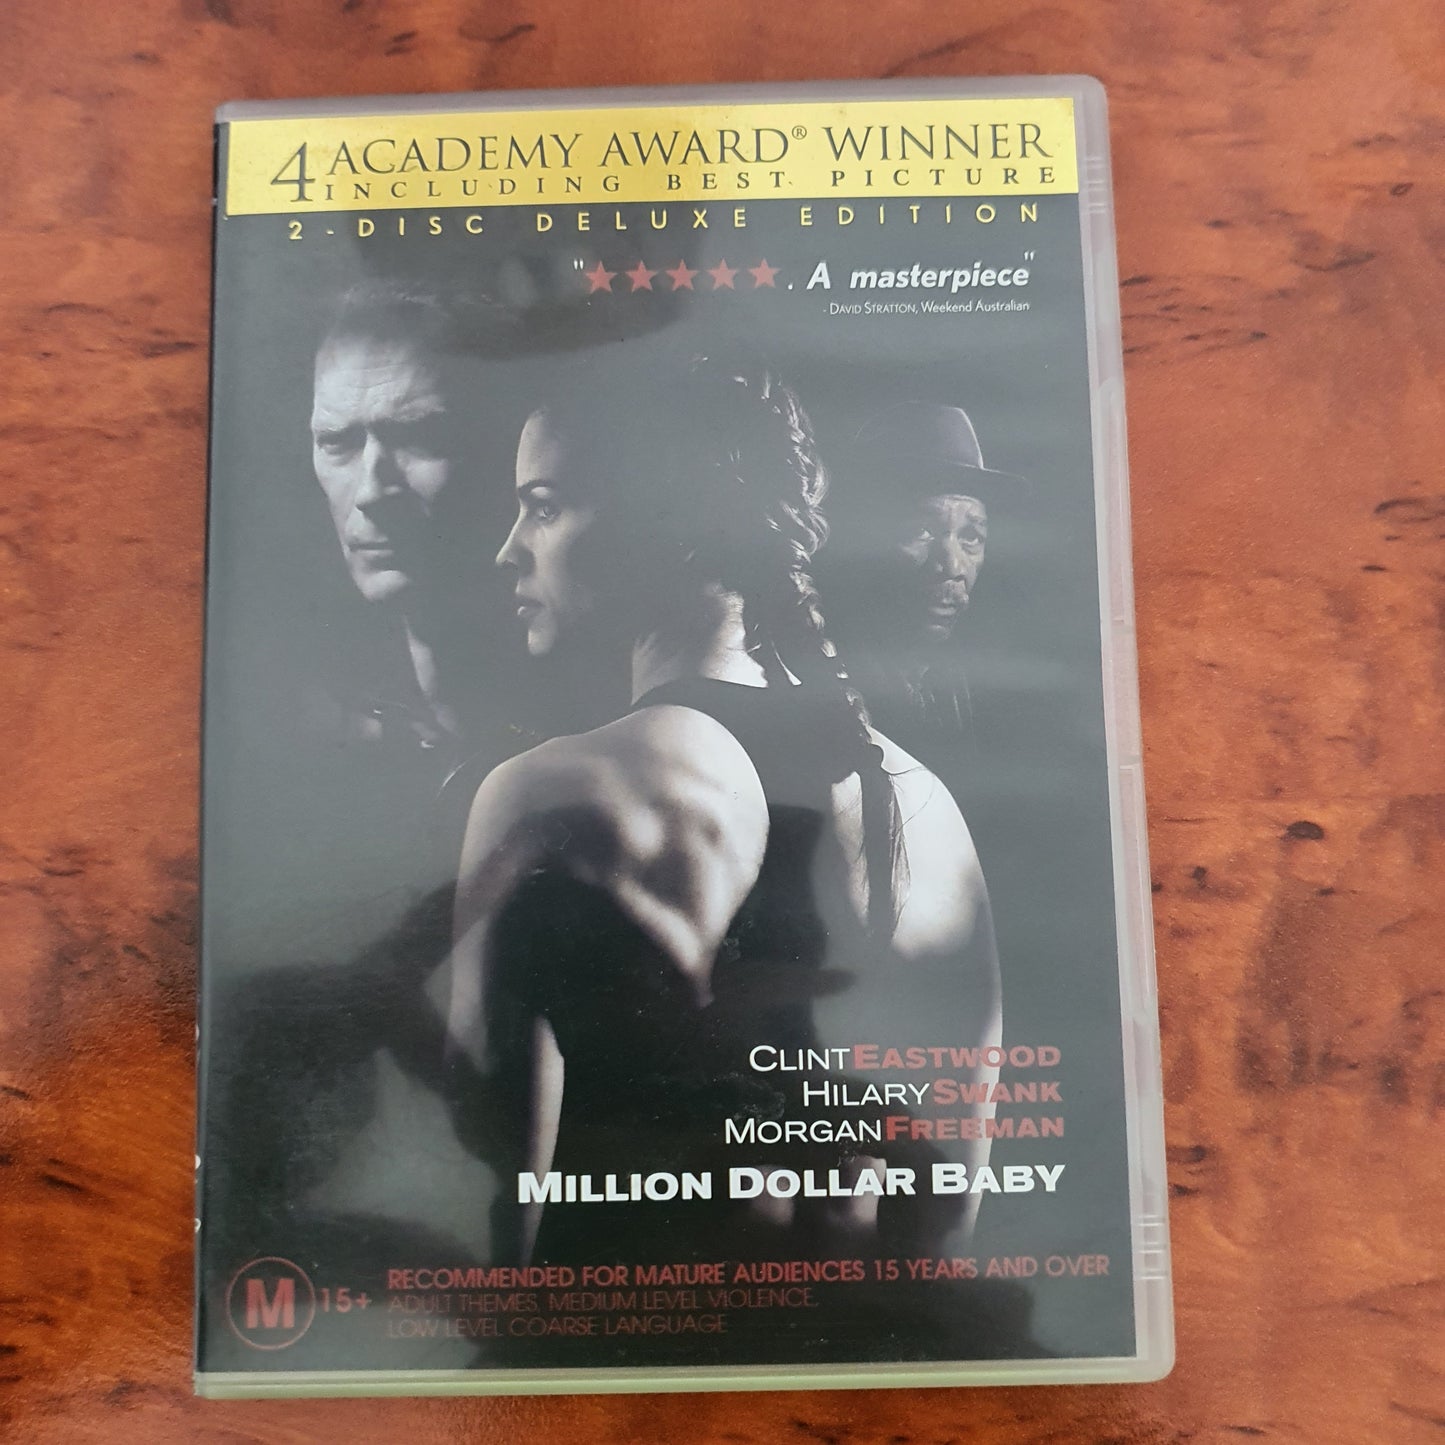 4 ACADEMY AWARD® WINNER
INCLUDING BEST PICTURE
2-DISC DELUXE EDITION
"★★★★★. A masterpiece"
- DAVID STRATTON, Weekend Australian
CLINT EASTWOOD
HILARY SWANK
MORGAN FREEMAN
MILLION DOLLAR BABY
M 15+ RECOMMENDED FOR MATURE AUDIENCES 15 YEARS AND OVER
ADULT THEMES, MEDIUM LEVEL VIOLENCE,
LOW LEVEL COARSE LANGUAGE